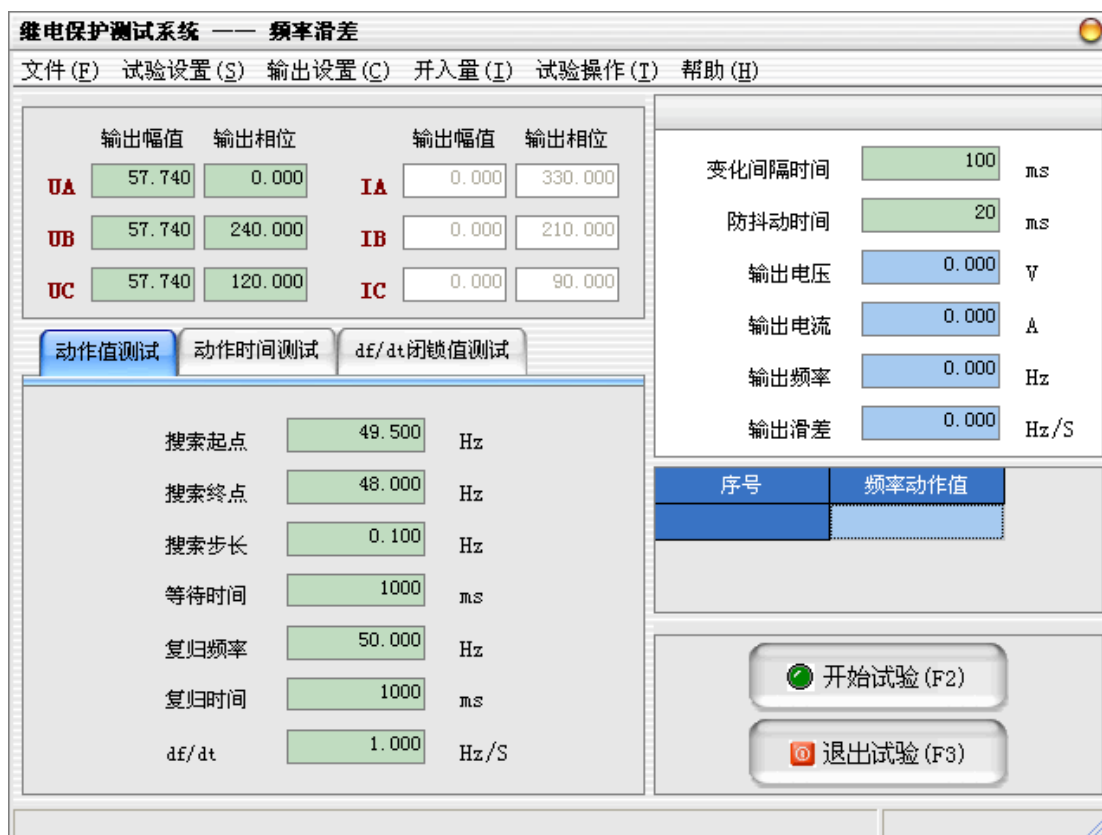 继电保护测试系统 —— 频率滑差
文件(F) 试验设置(S) 输出设置(C) 开入量(I) 试验操作(T) 帮助(H)
输出幅值 输出相位 输出幅值 输出相位
UA 57.740 0.000 IA 0.000 330.000
UB 57.740 240.000 IB 0.000 210.000
UC 57.740 120.000 IC 0.000 90.000
动作值测试 动作时间测试 df/dt闭锁值测试
搜索起点 49.500 Hz
搜索终点 48.000 Hz
搜索步长 0.100 Hz
等待时间 1000 ms
复归频率 50.000 Hz
复归时间 1000 ms
df/dt 1.000 Hz/S
变化间隔时间 100 ms
防抖动时间 20 ms
输出电压 0.000 V
输出电流 0.000 A
输出频率 0.000 Hz
输出滑差 0.000 Hz/S
序号 频率动作值
开始试验(F2)
退出试验(F3)